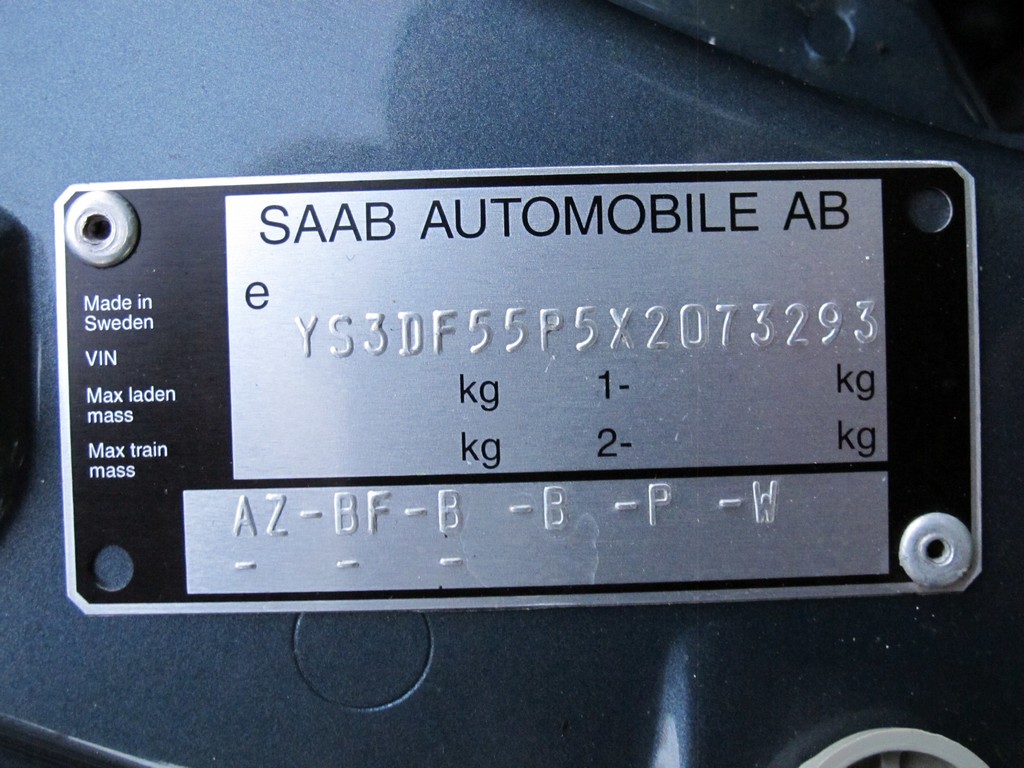 SAAB AUTOMOBILE AB
e
Made in
Sweden
VIN
YS3DF55P5X2073293
Max laden
mass
kg 1- kg
Max train
mass
kg 2- kg
AZ-BF-B -B -P -W
- - -